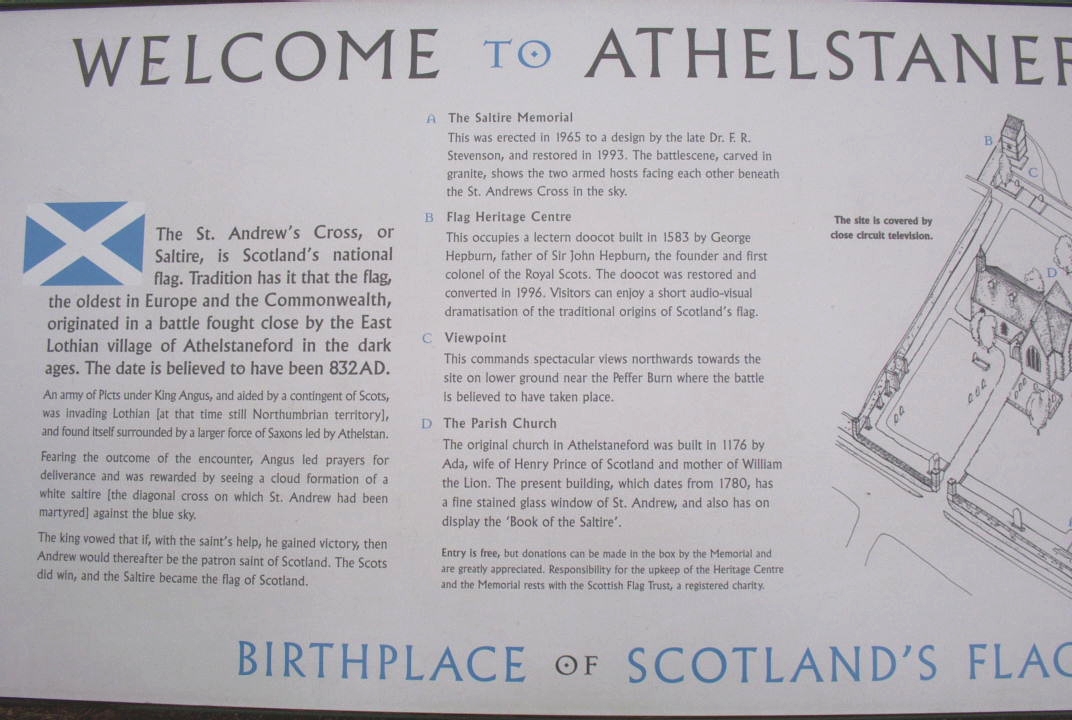 WELCOME TO ATHELSTANEF
The St. Andrew's Cross, or
Saltire, is Scotland's national
flag. Tradition has it that the flag,
the oldest in Europe and the Commonwealth,
originated in a battle fought close by the East
Lothian village of Athelstaneford in the dark
ages. The date is believed to have been 832AD.
An army of Picts under King Angus, and aided by a contingent of Scots,
was invading Lothian [at that time still Northumbrian territory],
and found itself surrounded by a larger force of Saxons led by Athelstan.
Fearing the outcome of the encounter, Angus led prayers for
deliverance and was rewarded by seeing a cloud formation of a
white saltire [the diagonal cross on which St. Andrew had been
martyred] against the blue sky.
The king vowed that if, with the saint's help, he gained victory, then
Andrew would thereafter be the patron saint of Scotland. The Scots
did win, and the Saltire became the flag of Scotland.
A The Saltire Memorial
This was erected in 1965 to a design by the late Dr. F. R.
Stevenson, and restored in 1993. The battlescene, carved in
granite, shows the two armed hosts facing each other beneath
the St. Andrews Cross in the sky.
B Flag Heritage Centre
This occupies a lectern doocot built in 1583 by George
Hepburn, father of Sir John Hepburn, the founder and first
colonel of the Royal Scots. The doocot was restored and
converted in 1996. Visitors can enjoy a short audio-visual
dramatisation of the traditional origins of Scotland's flag.
C Viewpoint
This commands spectacular views northwards towards the
site on lower ground near the Peffer Burn where the battle
is believed to have taken place.
D The Parish Church
The original church in Athelstaneford was built in 1176 by
Ada, wife of Henry Prince of Scotland and mother of William
the Lion. The present building, which dates from 1780, has
a fine stained glass window of St. Andrew, and also has on
display the 'Book of the Saltire'.
Entry is free, but donations can be made in the box by the Memorial and
are greatly appreciated. Responsibility for the upkeep of the Heritage Centre
and the Memorial rests with the Scottish Flag Trust, a registered charity.
The site is covered by
close circuit television.
B
C
D
BIRTHPLACE OF SCOTLAND'S FLAG